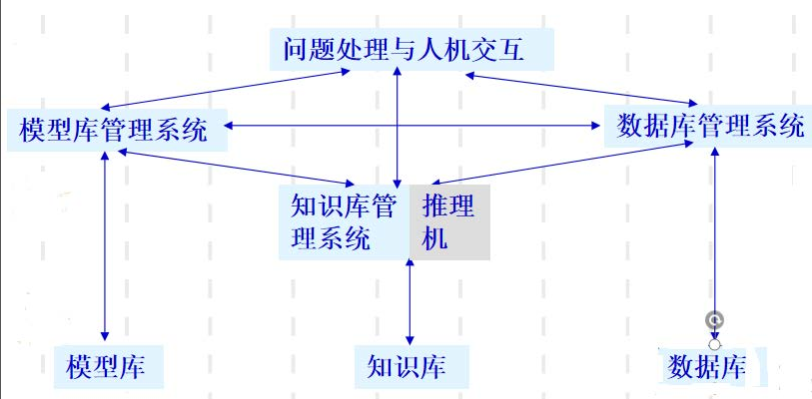 问题处理与人机交互
模型库管理系统
数据库管理系统
知识库管
理系统
推理
机
模型库
知识库
数据库